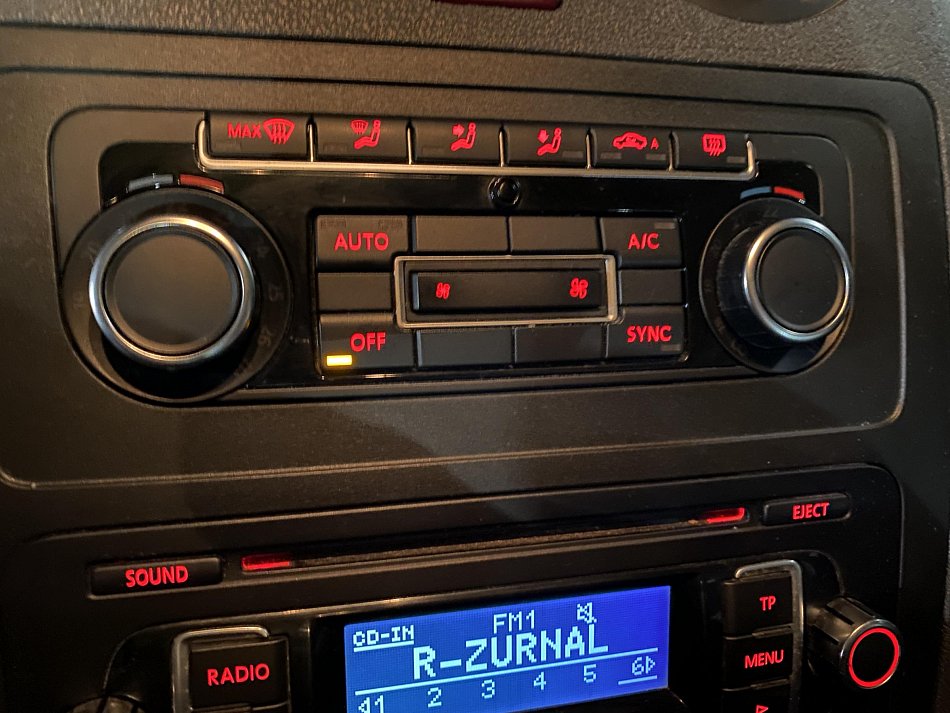 MAX
A
AUTO
A/C
OFF
SYNC
EJECT
SOUND
CD-IN FM1
TP
R-ZURNAL
RADIO
MENU
1 2 3 4 5 6